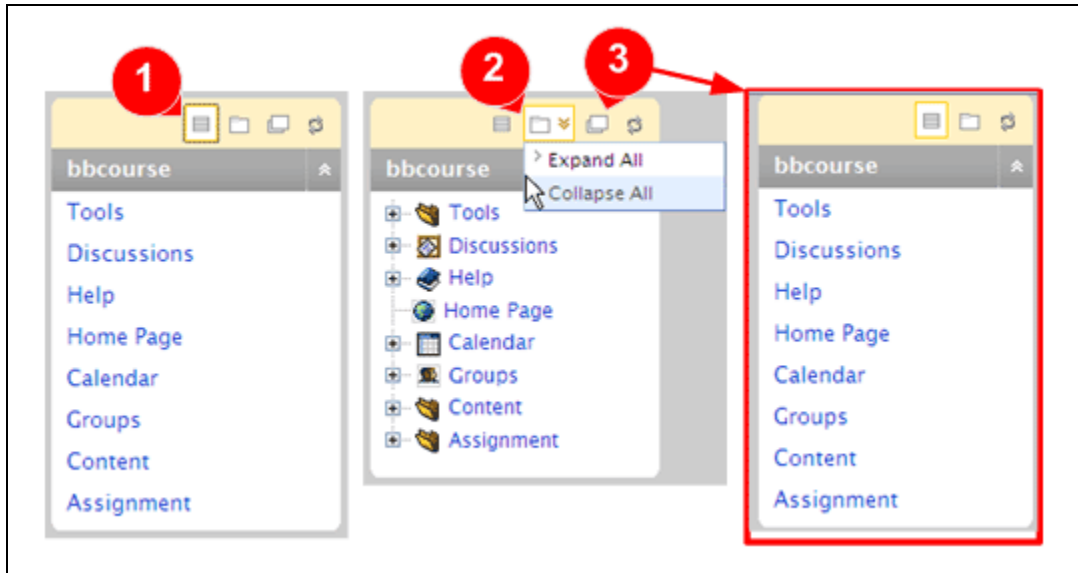 1
2
3
bbcourse
Tools
Discussions
Help
Home Page
Calendar
Groups
Content
Assignment
bbcourse
Expand All
Collapse All
Tools
Discussions
Help
Home Page
Calendar
Groups
Content
Assignment
bbcourse
Tools
Discussions
Help
Home Page
Calendar
Groups
Content
Assignment